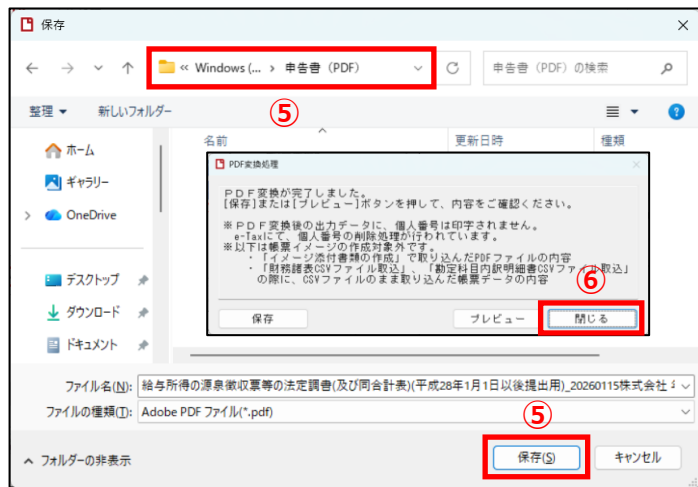 保存
« Windows (... › 申告書（PDF）
申告書（PDF）の検索
整理
新しいフォルダー
⑤
名前
更新日時
種類
ホーム
ギャラリー
OneDrive
デスクトップ
ダウンロード
ドキュメント
PDF変換処理
ＰＤＦ変換が完了しました。
[保存]または[プレビュー]ボタンを押して、内容をご確認ください。
※ＰＤＦ変換後の出力データに、個人番号は印字されません。
e-Taxにて、個人番号の削除処理が行われています。
※以下は帳票イメージの作成対象外です。
・「イメージ添付書類の作成」で取り込んだPDFファイルの内容
・「財務諸表CSVファイル取込」、「勘定科目内訳明細書CSVファイル取込」
の際に、CSVファイルのまま取り込んだ帳票データの内容
⑥
保存
プレビュー
閉じる
ファイル名(N):
給与所得の源泉徴収票等の法定調書(及び同合計表)(平成28年1月1日以後提出用)_20260115株式会社
ファイルの種類(T):
Adobe PDF ファイル(*.pdf)
⑤
フォルダーの非表示
保存(S)
キャンセル